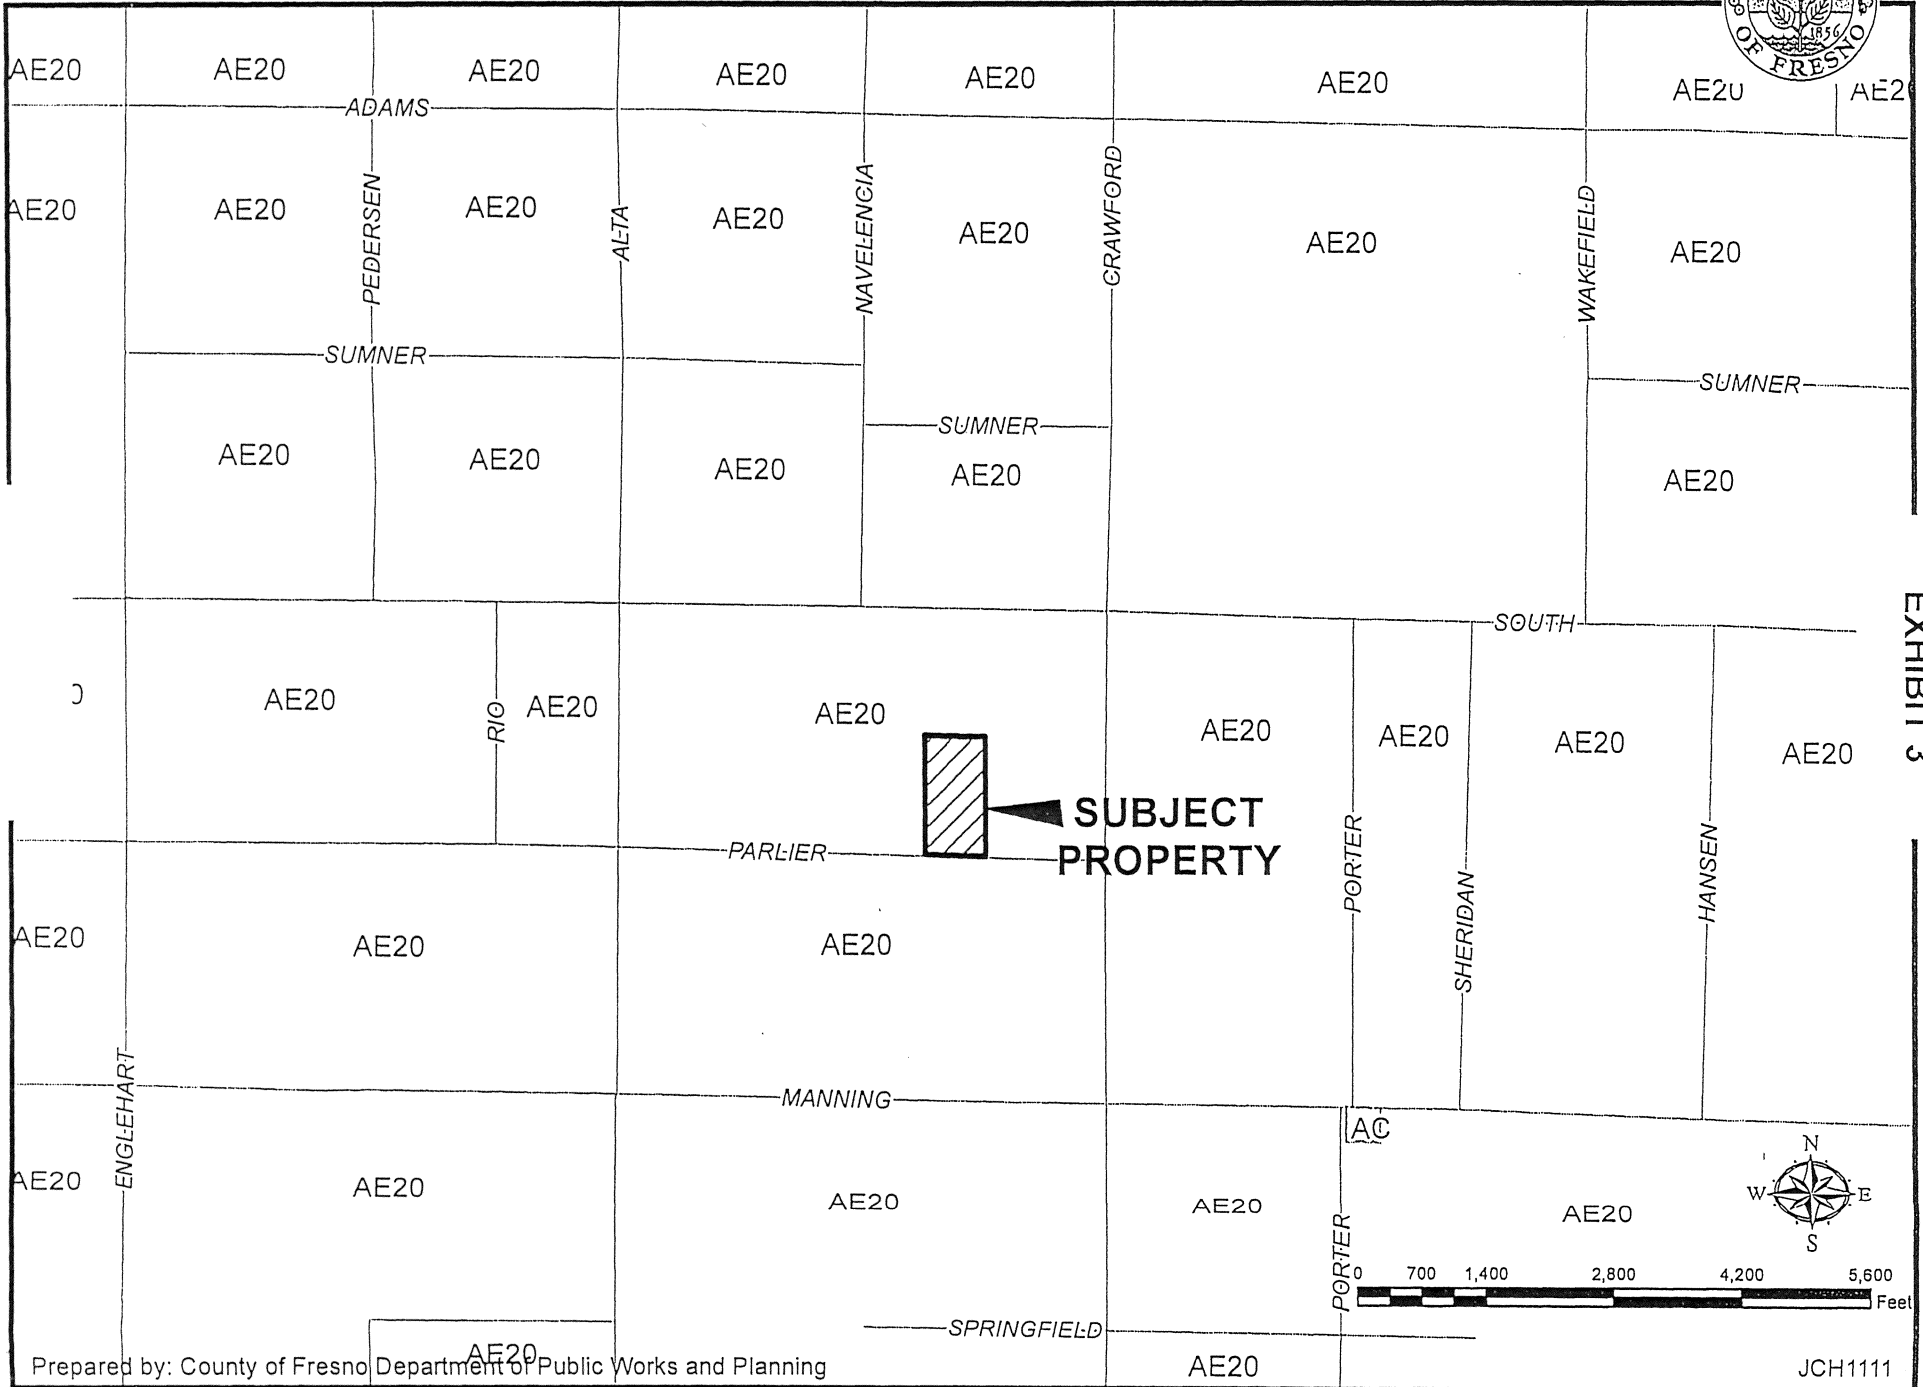 1856
OF FRESNO
AE20 AE20 AE20 AE20 AE20 AE20 AE20
ADAMS
AE20 AE20 AE20 AE20 AE20 AE20 AE20
PEDERSEN
ALTA
NAVELENCIA
CRAWFORD
WAKEFIELD
SUMNER
SUMNER
SUMNER
AE20 AE20 AE20 AE20 AE20
SOUTH
EXHIBIT 3
AE20 AE20 AE20 AE20 AE20 AE20 AE20
RIO
SUBJECT
PROPERTY
PARLIER
PORTER
SHERIDAN
HANSEN
AE20 AE20 AE20
MANNING
ENGLEHART
AC
AE20 AE20 AE20 AE20 AE20
N
W E
S
PORTER
0 700 1,400 2,800 4,200 5,600
Feet
SPRINGFIELD
AE20
AE20
Prepared by: County of Fresno Department of Public Works and Planning
JCH1111